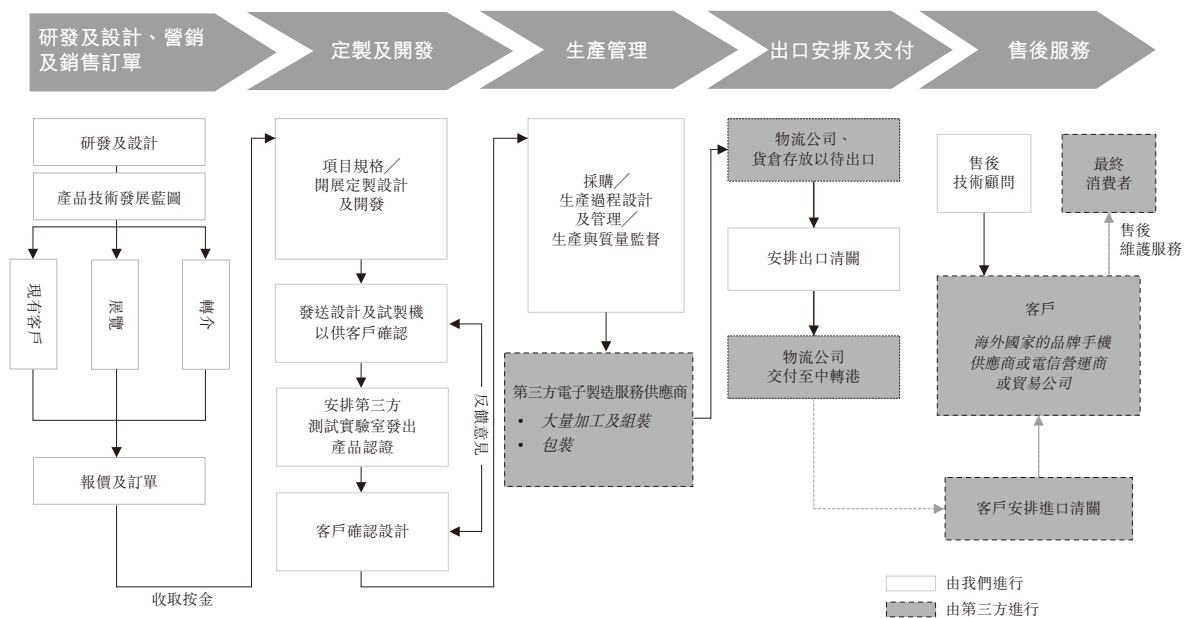 研發及設計、營銷
及銷售訂單
定製及開發
生產管理
出口安排及交付
售後服務
研發及設計
產品技術發展藍圖
現有客戶
展覽
轉介
報價及訂單
收取按金
項目規格／
開展定製設計
及開發
發送設計及試製機
以供客戶確認
安排第三方
測試實驗室發出
產品認證
客戶確認設計
反饋意見
採購／
生產過程設計
及管理／
生產與質量監督
第三方電子製造服務供應商
• 大量加工及組裝
• 包裝
物流公司、
貨倉存放以待出口
安排出口清關
物流公司
交付至中轉港
售後
技術顧問
最終
消費者
售後
維護服務
客戶
海外國家的品牌手機
供應商或電信營運商
或貿易公司
客戶安排進口清關
由我們進行
由第三方進行